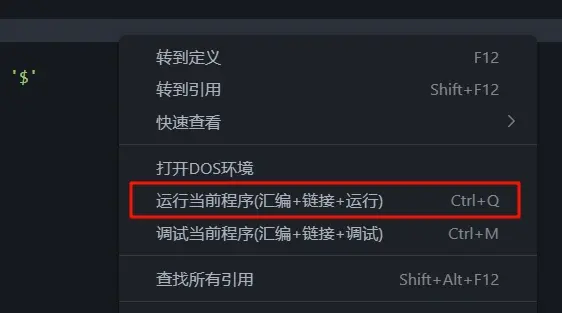 '$'
转到定义 F12
转到引用 Shift+F12
快速查看
打开DOS环境
运行当前程序(汇编+链接+运行) Ctrl+Q
调试当前程序(汇编+链接+调试) Ctrl+M
查找所有引用 Shift+Alt+F12